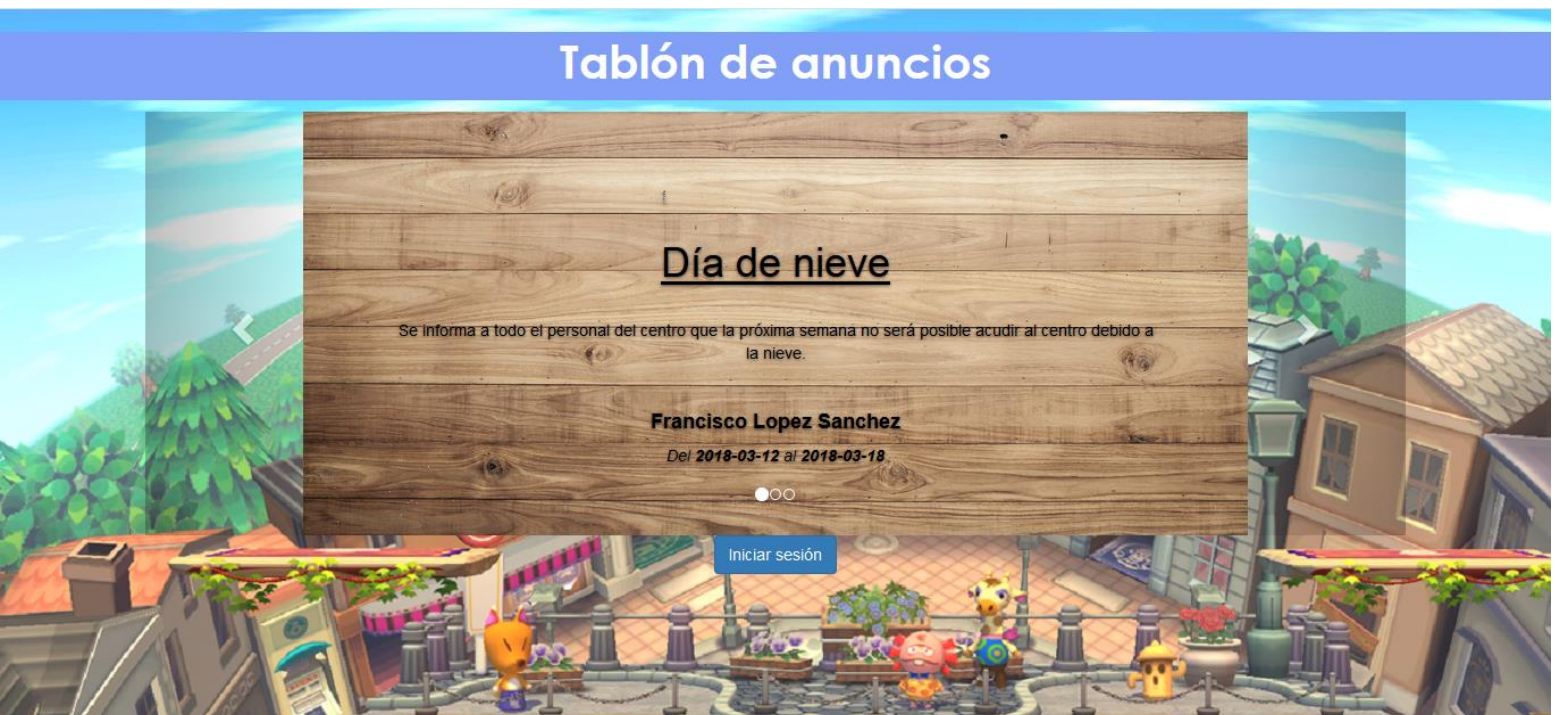 Tablón de anuncios
Día de nieve
Se informa a todo el personal del centro que la próxima semana no será posible acudir al centro debido a
la nieve.
Francisco Lopez Sanchez
Del 2018-03-12 al 2018-03-18
Iniciar sesión